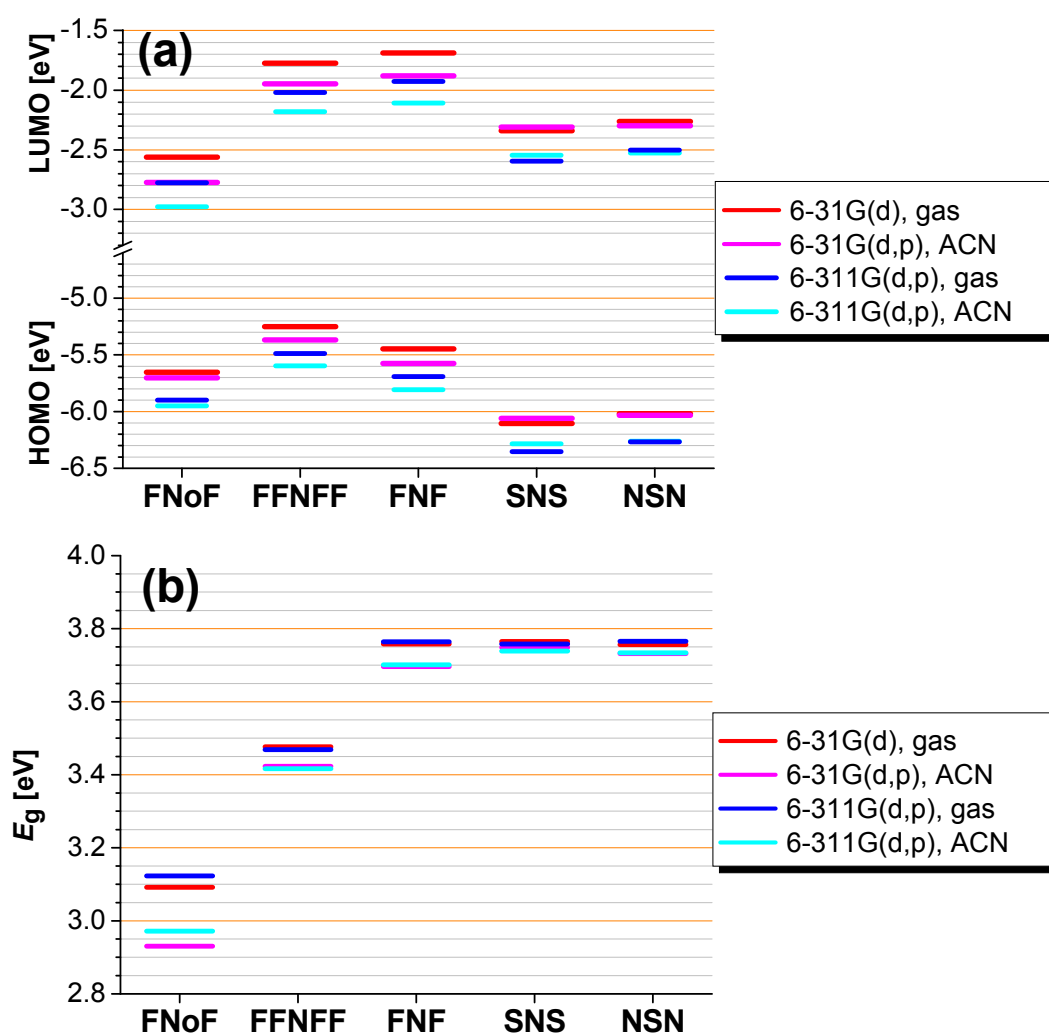 (a)
LUMO [eV]
-1.5
-2.0
-2.5
-3.0
HOMO [eV]
-5.0
-5.5
-6.0
-6.5
FNoF FFNFF FNF SNS NSN
6-31G(d), gas
6-31G(d,p), ACN
6-311G(d,p), gas
6-311G(d,p), ACN
(b)
Eg [eV]
4.0
3.8
3.6
3.4
3.2
3.0
2.8
FNoF FFNFF FNF SNS NSN
6-31G(d), gas
6-31G(d,p), ACN
6-311G(d,p), gas
6-311G(d,p), ACN